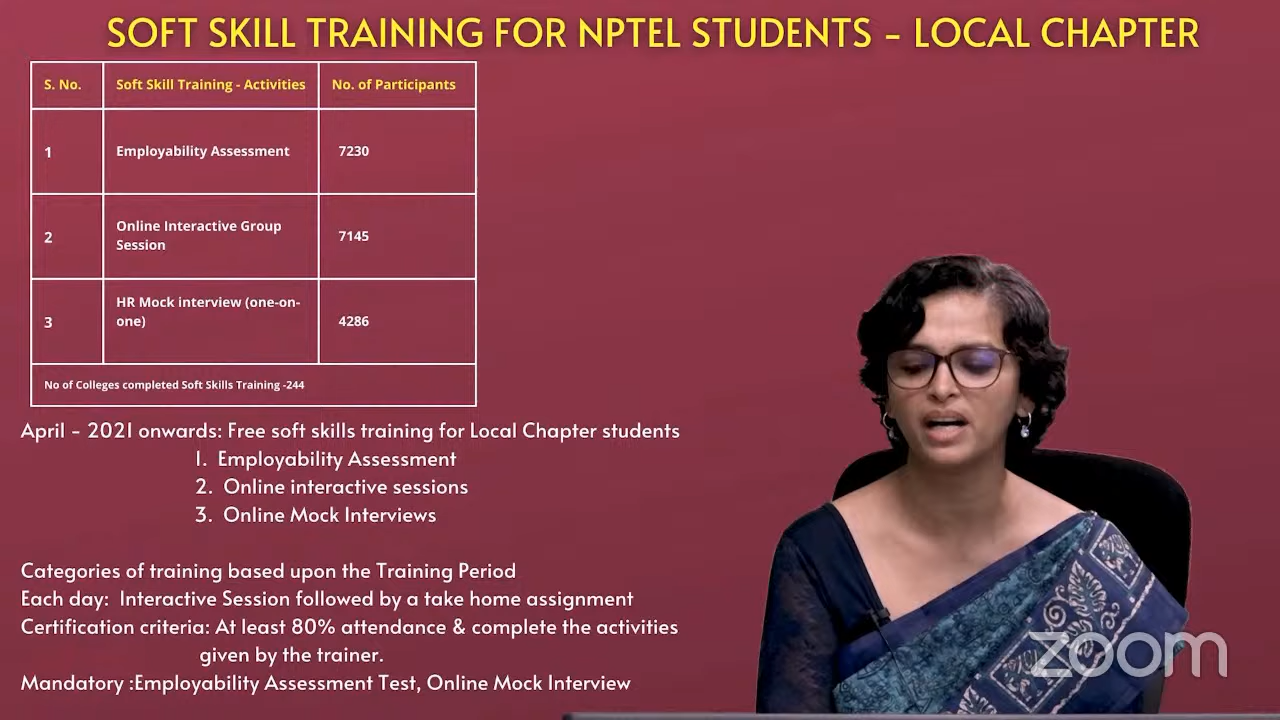 SOFT SKILL TRAINING FOR NPTEL STUDENTS - LOCAL CHAPTER
S. No. Soft Skill Training - Activities No. of Participants
1 Employability Assessment 7230
2 Online Interactive Group Session 7145
3 HR Mock interview (one-on-one) 4286
No of Colleges completed Soft Skills Training -244
April - 2021 onwards: Free soft skills training for Local Chapter students
1. Employability Assessment
2. Online interactive sessions
3. Online Mock Interviews
Categories of training based upon the Training Period
Each day: Interactive Session followed by a take home assignment
Certification criteria: At least 80% attendance & complete the activities
given by the trainer.
Mandatory :Employability Assessment Test, Online Mock Interview
zoom